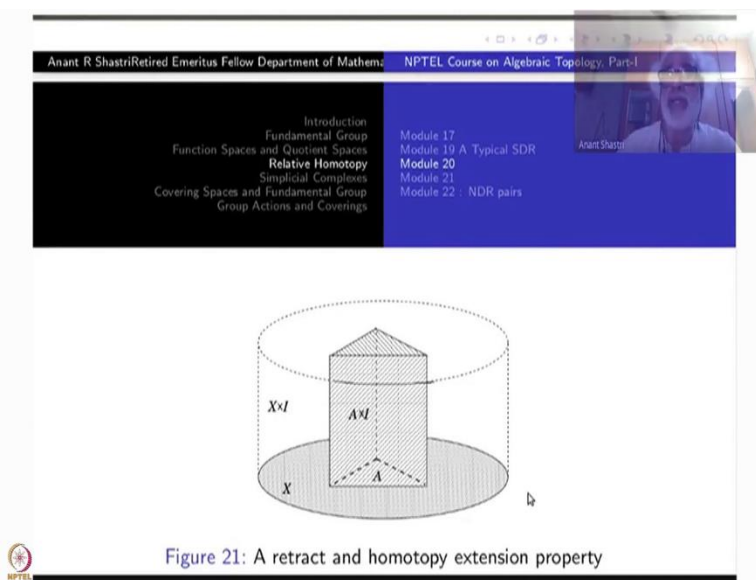 Anant R ShastriRetired Emeritus Fellow Department of Mathema
NPTEL Course on Algebraic Topology, Part-I
Anant Shastri
Introduction
Fundamental Group
Function Spaces and Quotient Spaces
Relative Homotopy
Simplicial Complexes
Covering Spaces and Fundamental Group
Group Actions and Coverings
Module 17
Module 19 A Typical SDR
Module 20
Module 21
Module 22 : NDR pairs
X×I
A×I
A
X
Figure 21: A retract and homotopy extension property
NPTEL